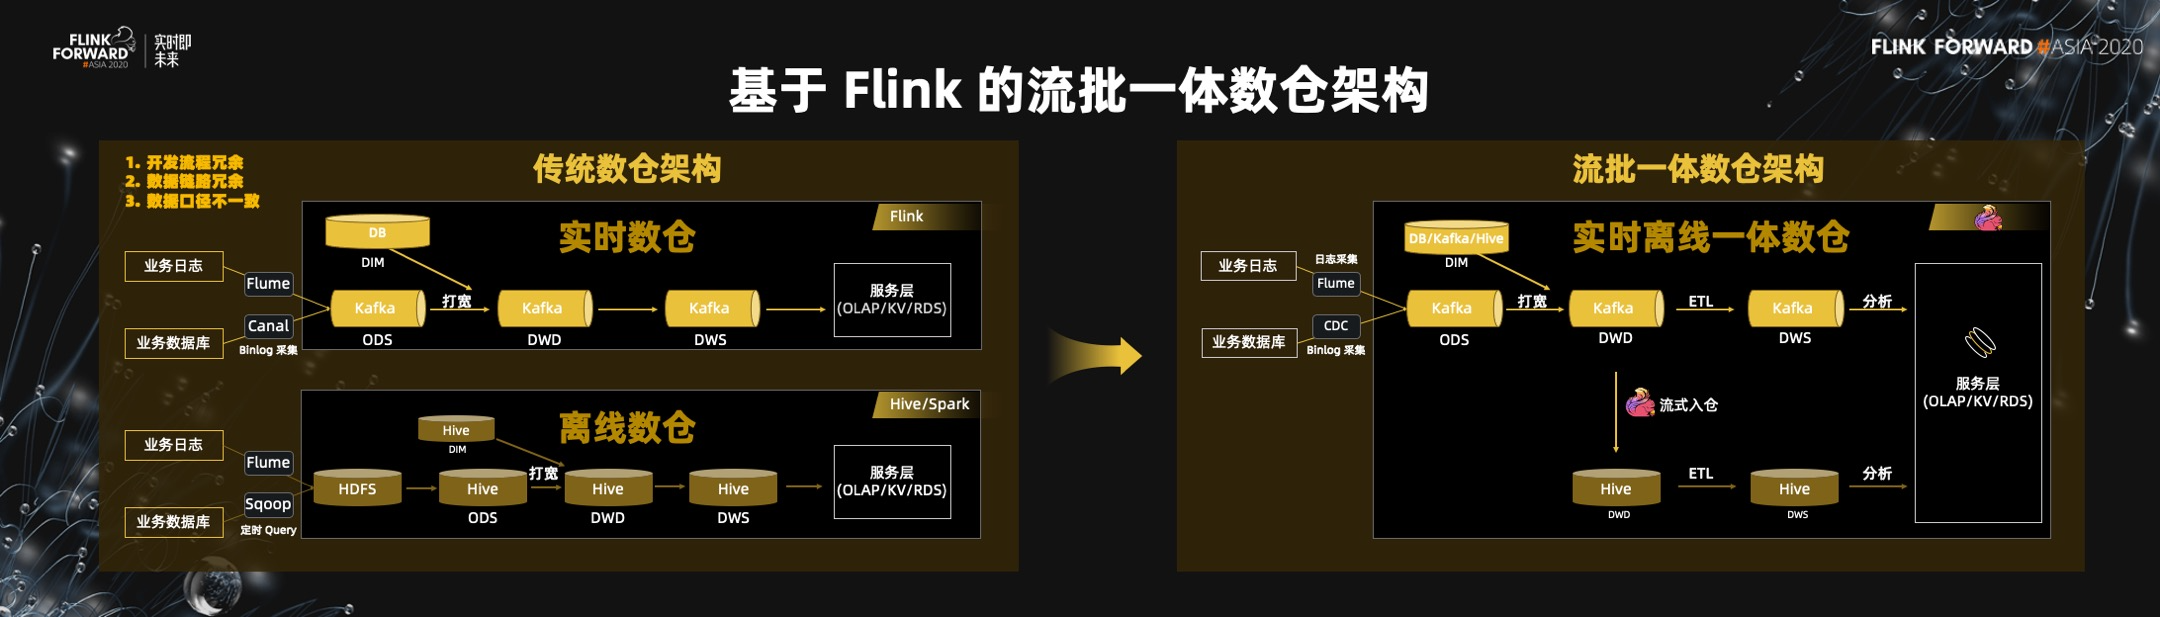 FLINK
FORWARD
#ASIA 2020
实时即
未来
FLINK FORWARD #ASIA 2020
基于 Flink 的流批一体数仓架构
1. 开发流程冗余
2. 数据链路冗余
3. 数据口径不一致
传统数仓架构
Flink
实时数仓
DB
DIM
业务日志
Flume
Kafka
打宽
Kafka
Kafka
服务层
(OLAP/KV/RDS)
Canal
业务数据库
Binlog 采集
ODS
DWD
DWS
Hive/Spark
离线数仓
Hive
DIM
业务日志
Flume
打宽
HDFS
Hive
Hive
Hive
服务层
(OLAP/KV/RDS)
Sqoop
业务数据库
定时 Query
ODS
DWD
DWS
流批一体数仓架构
实时离线一体数仓
DB/Kafka/Hive
DIM
业务日志
日志采集
Flume
Kafka
打宽
Kafka
ETL
Kafka
分析
CDC
业务数据库
Binlog 采集
ODS
DWD
DWS
流式入仓
服务层
(OLAP/KV/RDS)
Hive
ETL
Hive
分析
DWD
DWS